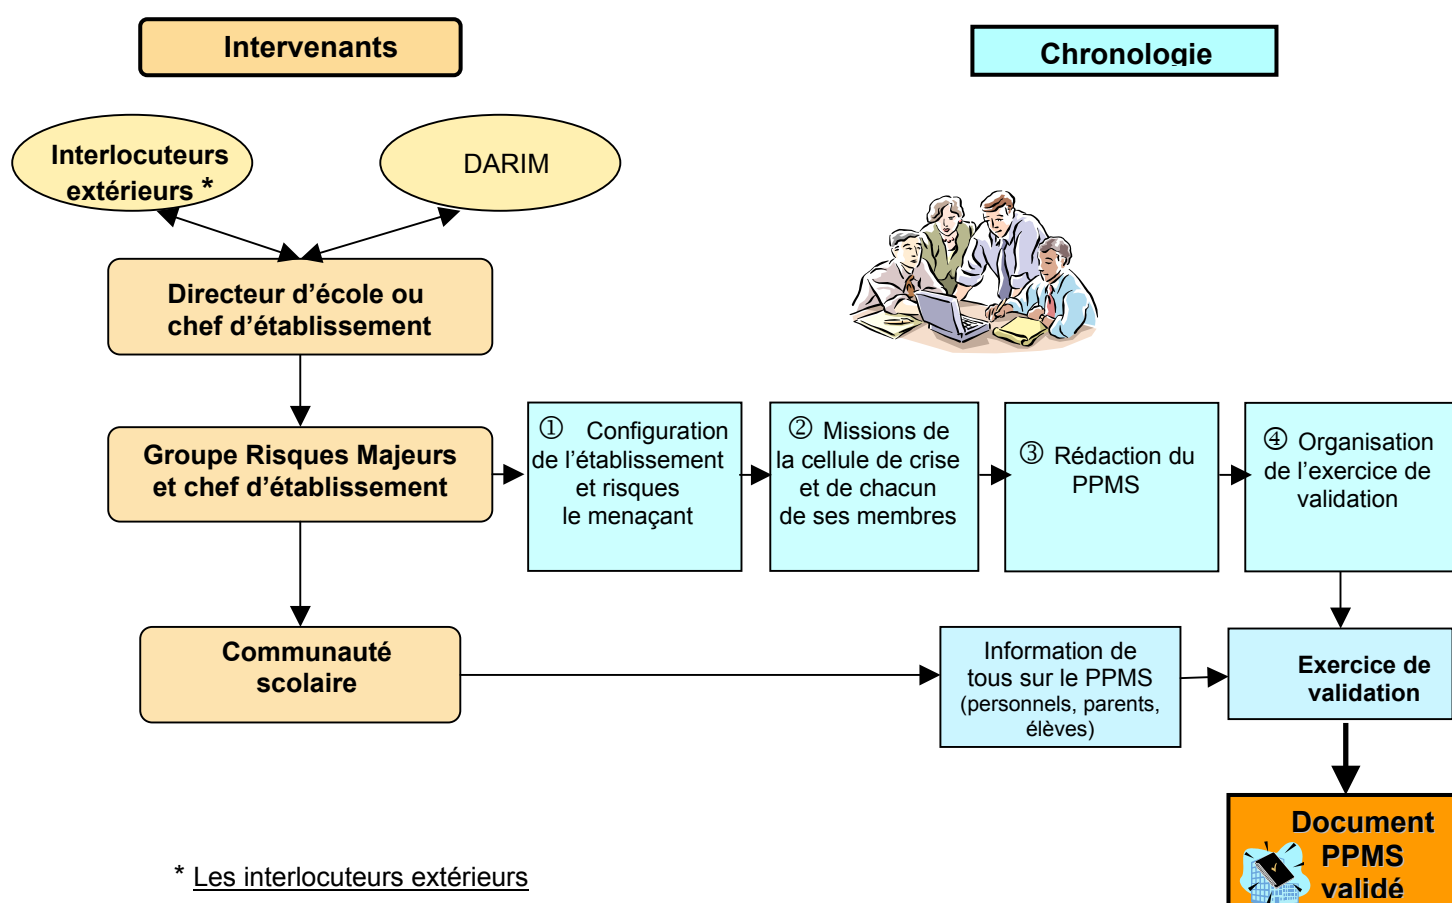 Intervenants
Chronologie
Interlocuteurs
extérieurs *
DARIM
Directeur d'école ou
chef d'établissement
Groupe Risques Majeurs
et chef d'établissement
① Configuration
de l'établissement
et risques
le menaçant
② Missions de
la cellule de crise
et de chacun
de ses membres
③ Rédaction du
PPMS
④ Organisation
de l'exercice de
validation
Communauté
scolaire
Information de
tous sur le PPMS
(personnels, parents,
élèves)
Exercice de
validation
Document
PPMS
validé
* Les interlocuteurs extérieurs